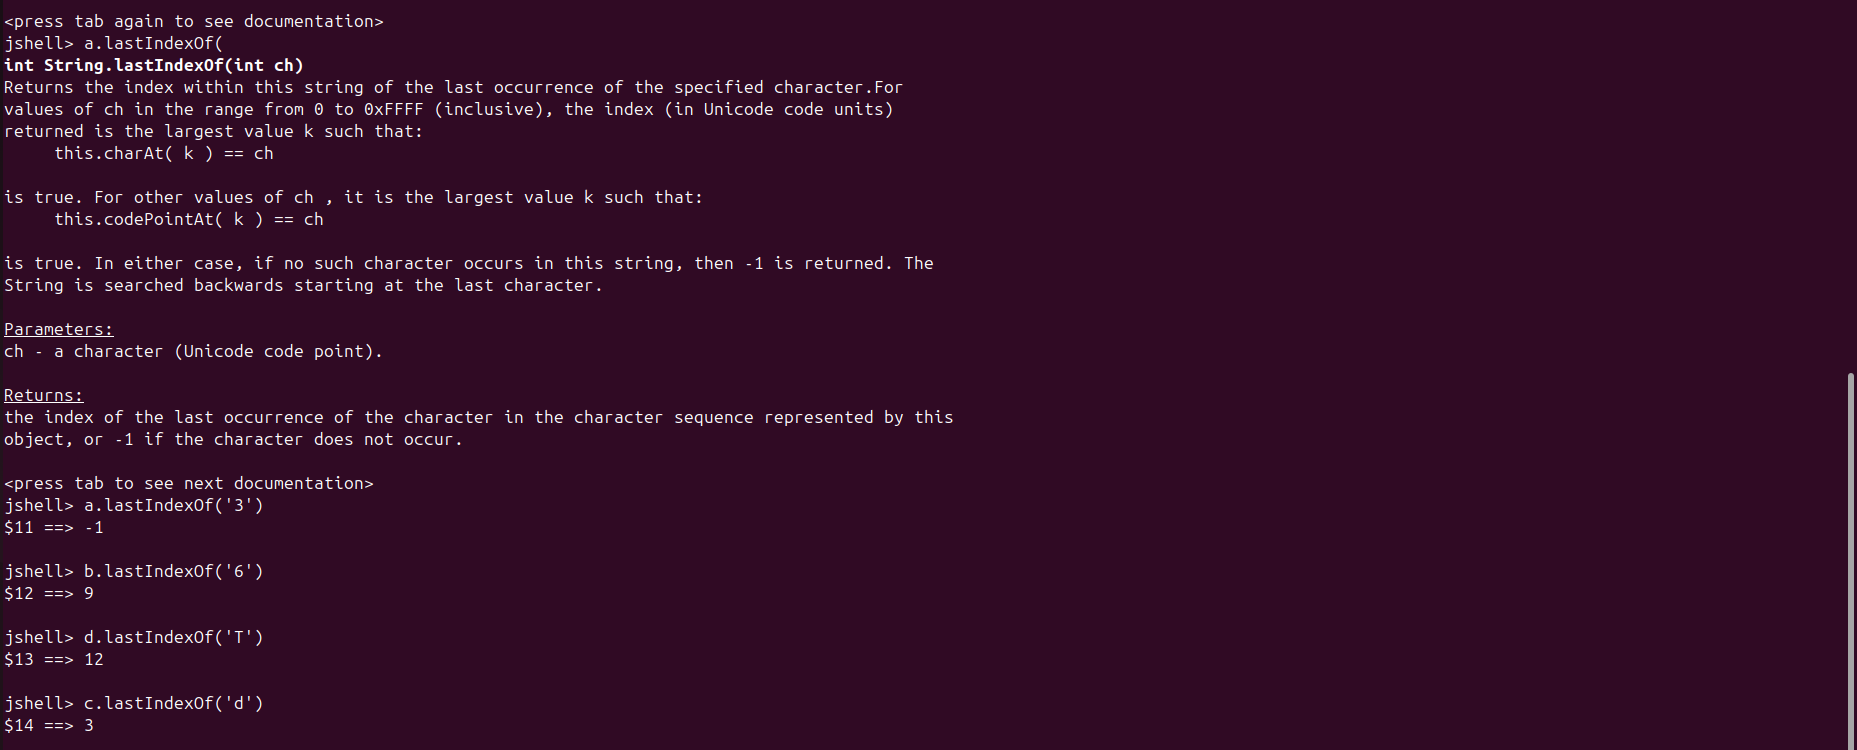 <press tab again to see documentation>
jshell> a.lastIndexOf(
int String.lastIndexOf(int ch)
Returns the index within this string of the last occurrence of the specified character.For
values of ch in the range from 0 to 0xFFFF (inclusive), the index (in Unicode code units)
returned is the largest value k such that:
     this.charAt( k ) == ch
is true. For other values of ch , it is the largest value k such that:
     this.codePointAt( k ) == ch
is true. In either case, if no such character occurs in this string, then -1 is returned. The
String is searched backwards starting at the last character.
Parameters:
ch - a character (Unicode code point).
Returns:
the index of the last occurrence of the character in the character sequence represented by this
object, or -1 if the character does not occur.
<press tab to see next documentation>
jshell> a.lastIndexOf('3')
$11 ==> -1
jshell> b.lastIndexOf('6')
$12 ==> 9
jshell> d.lastIndexOf('T')
$13 ==> 12
jshell> c.lastIndexOf('d')
$14 ==> 3